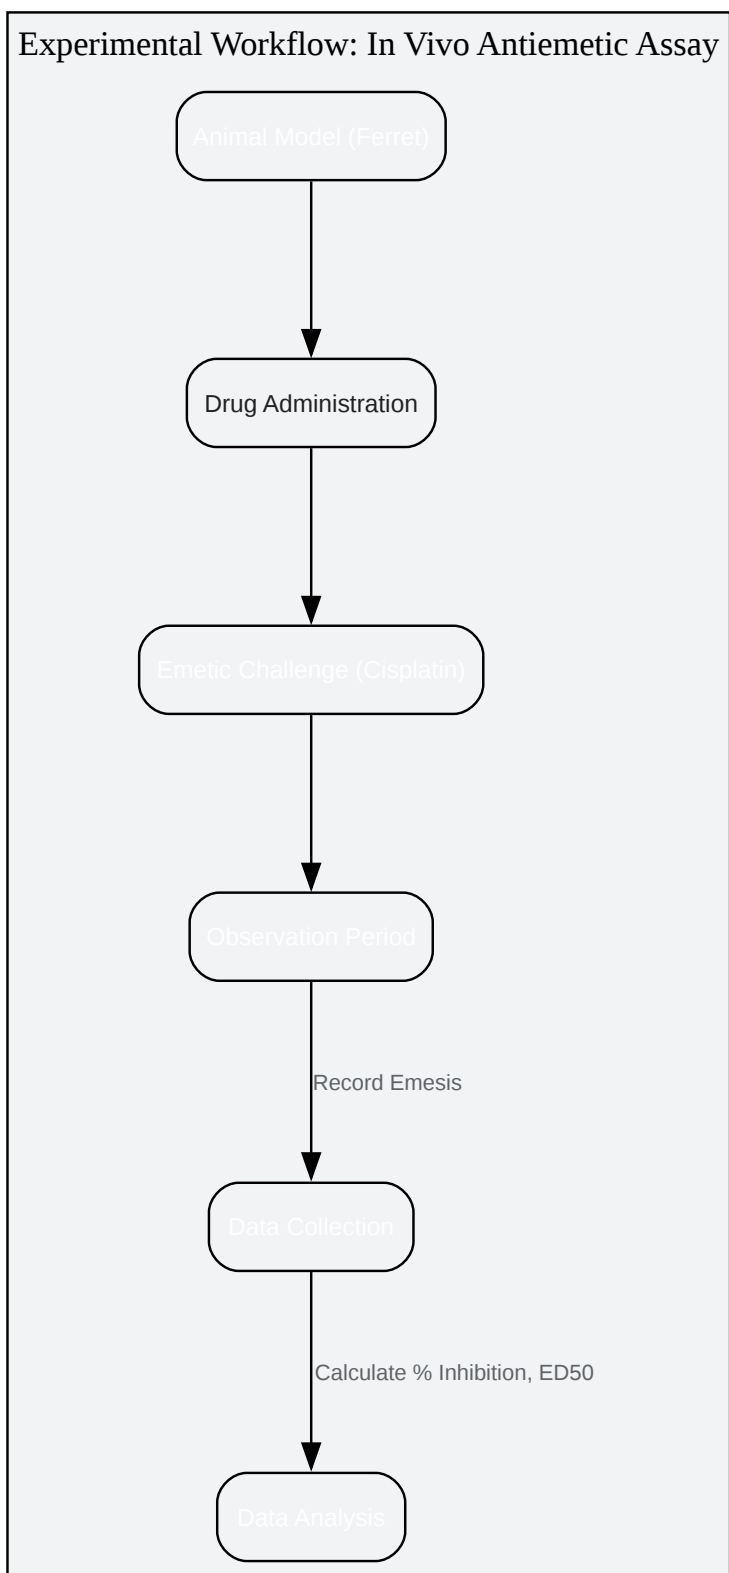 Experimental Workflow: In Vivo Antiemetic Assay
Animal Model (Ferret)
Drug Administration
Emetic Challenge (Cisplatin)
Observation Period
Record Emesis
Data Collection
Calculate % Inhibition, ED50
Data Analysis